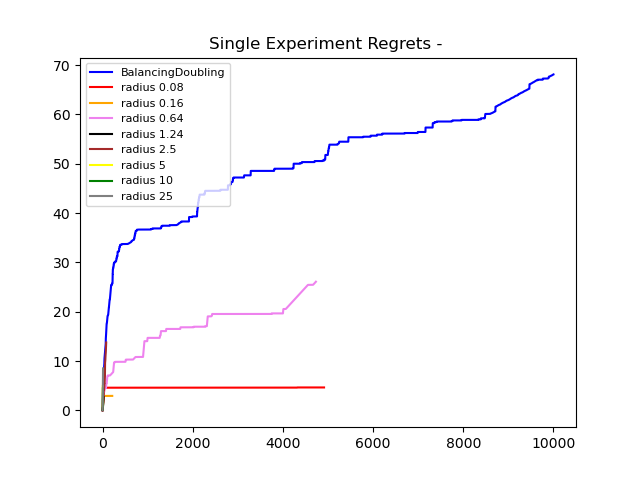 Single Experiment Regrets -
BalancingDoubling
radius 0.08
radius 0.16
radius 0.64
radius 1.24
radius 2.5
radius 5
radius 10
radius 25
70
60
50
40
30
20
10
0
0 2000 4000 6000 8000 10000